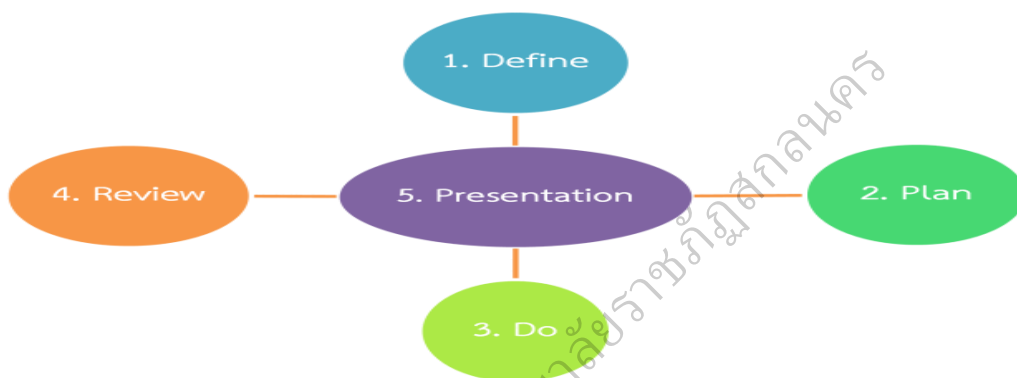 1. Define
4. Review
5. Presentation
2. Plan
3. Do
ลัยราชภัฏสกลนคร